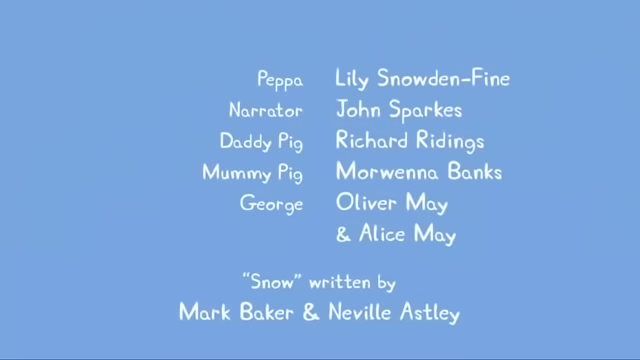 Peppa Lily Snowden-Fine
Narrator John Sparkes
Daddy Pig Richard Ridings
Mummy Pig Morwenna Banks
George Oliver May
& Alice May
“Snow” written by
Mark Baker & Neville Astley